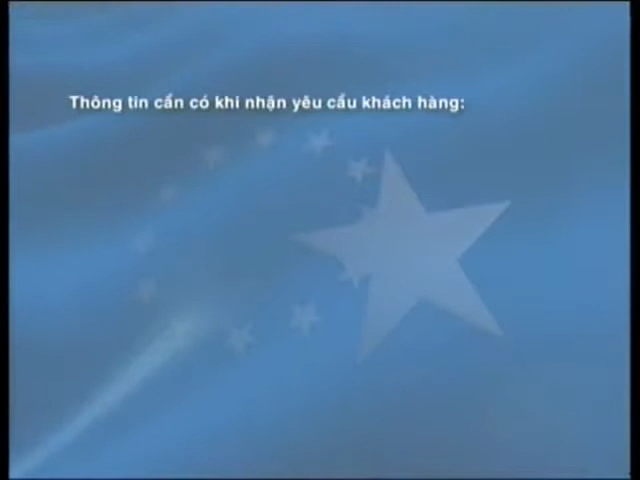 Thông tin cần có khi nhận yêu cầu khách hàng: